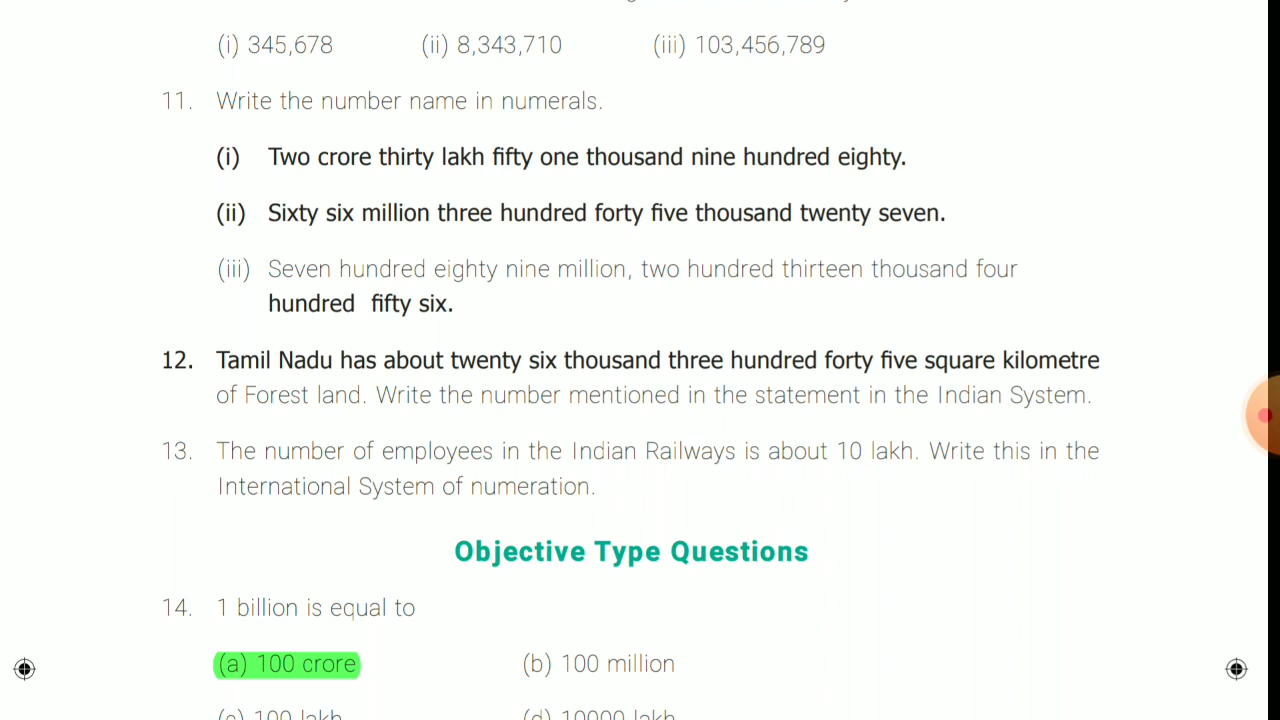 (i) 345,678 (ii) 8,343,710 (iii) 103,456,789
11. Write the number name in numerals.
(i) Two crore thirty lakh fifty one thousand nine hundred eighty.
(ii) Sixty six million three hundred forty five thousand twenty seven.
(iii) Seven hundred eighty nine million, two hundred thirteen thousand four
hundred fifty six.
12. Tamil Nadu has about twenty six thousand three hundred forty five square kilometre
of Forest land. Write the number mentioned in the statement in the Indian System.
13. The number of employees in the Indian Railways is about 10 lakh. Write this in the
International System of numeration.
Objective Type Questions
14. 1 billion is equal to
(a) 100 crore (b) 100 million
(c) 100 lakh (d) 10000 lakh